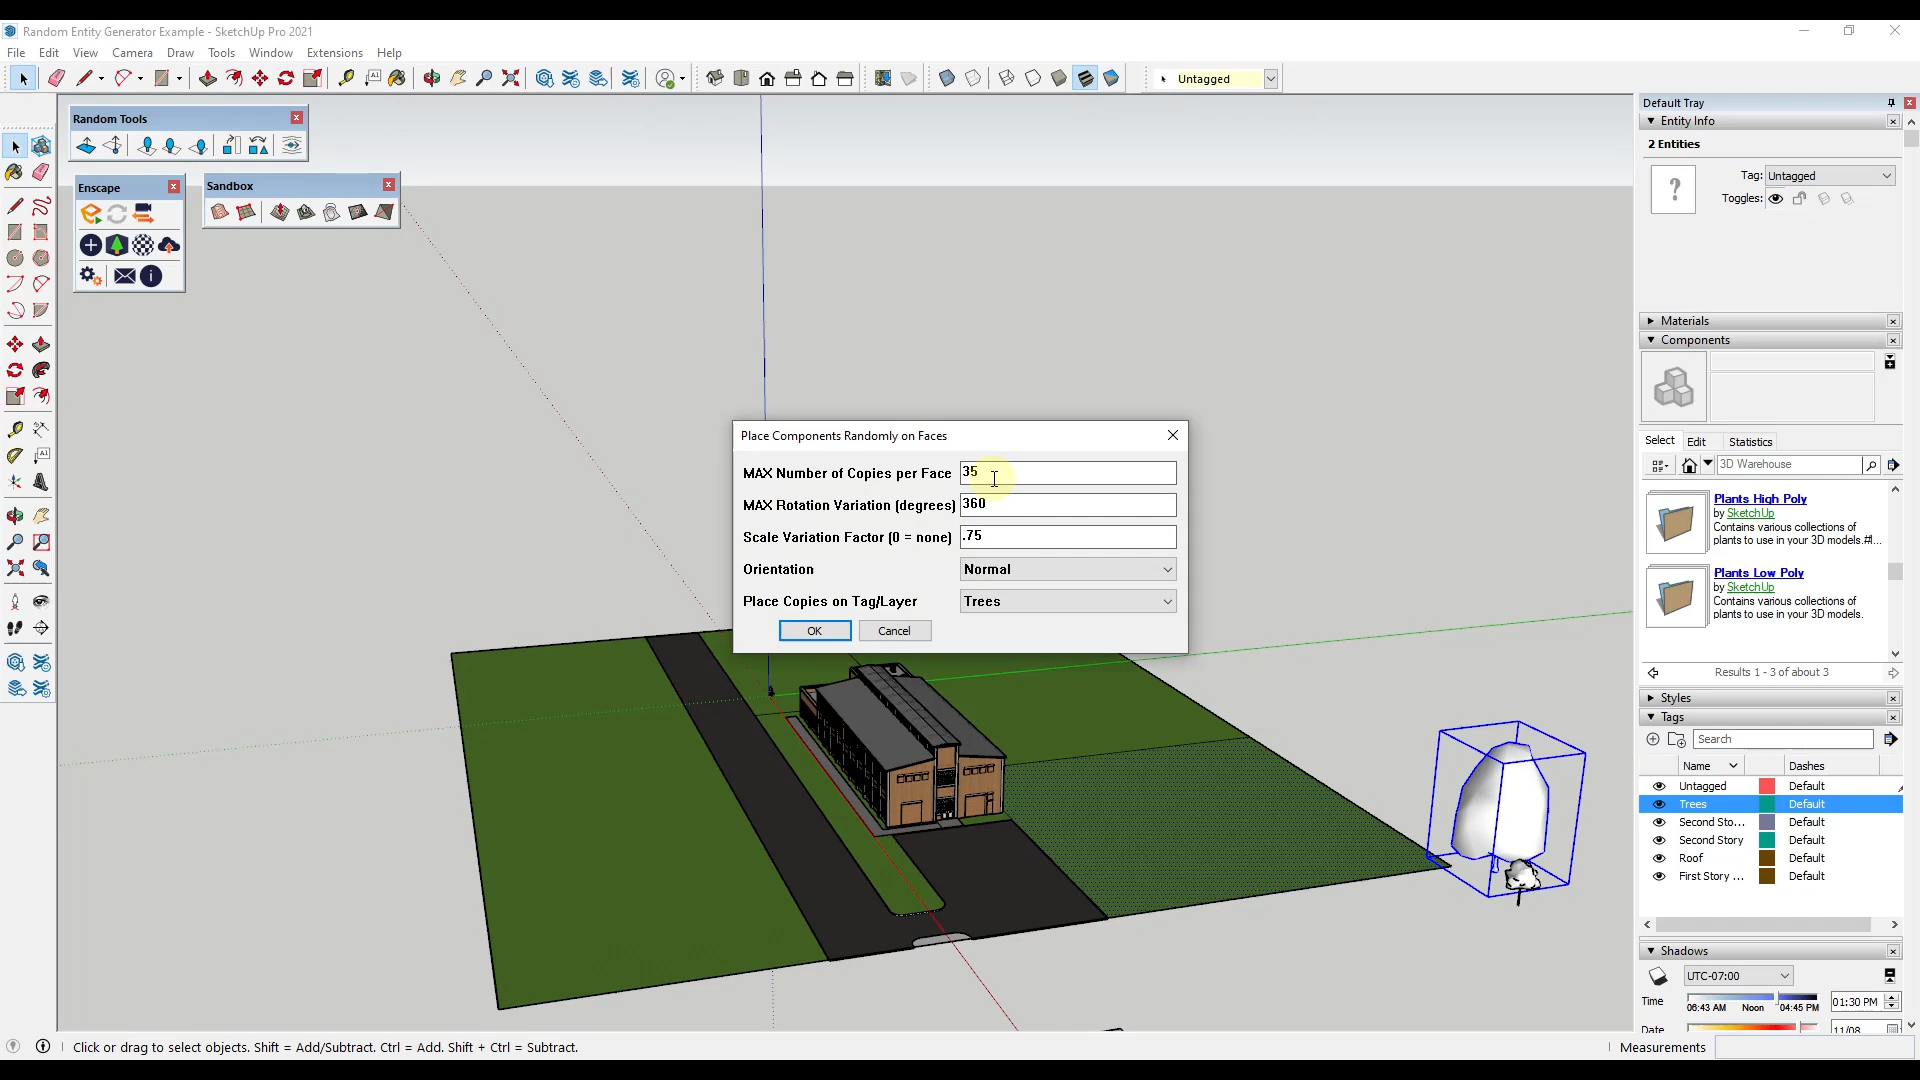 Random Entity Generator Example - SketchUp Pro 2021
File Edit View Camera Draw Tools Window Extensions Help
Untagged
Random Tools
Enscape
Sandbox
Place Components Randomly on Faces
MAX Number of Copies per Face 35
MAX Rotation Variation (degrees) 360
Scale Variation Factor (0 = none) .75
Orientation Normal
Place Copies on Tag/Layer Trees
OK Cancel
Default Tray
Entity Info
2 Entities
?
Tag: Untagged
Toggles:
Materials
Components
Select Edit Statistics
3D Warehouse
Plants High Poly
by SketchUp
Contains various collections of
plants to use in your 3D models.#l...
Plants Low Poly
by SketchUp
Contains various collections of
plants to use in your 3D models.
Results 1 - 3 of about 3
Styles
Tags
Search
Name Dashes
Untagged Default
Trees Default
Second Sto... Default
Second Story Default
Roof Default
First Story ... Default
Shadows
UTC-07:00
Time 06:43 AM Noon 04:45 PM 01:30 PM
Date 11/08
Click or drag to select objects. Shift = Add/Subtract. Ctrl = Add. Shift + Ctrl = Subtract.
Measurements